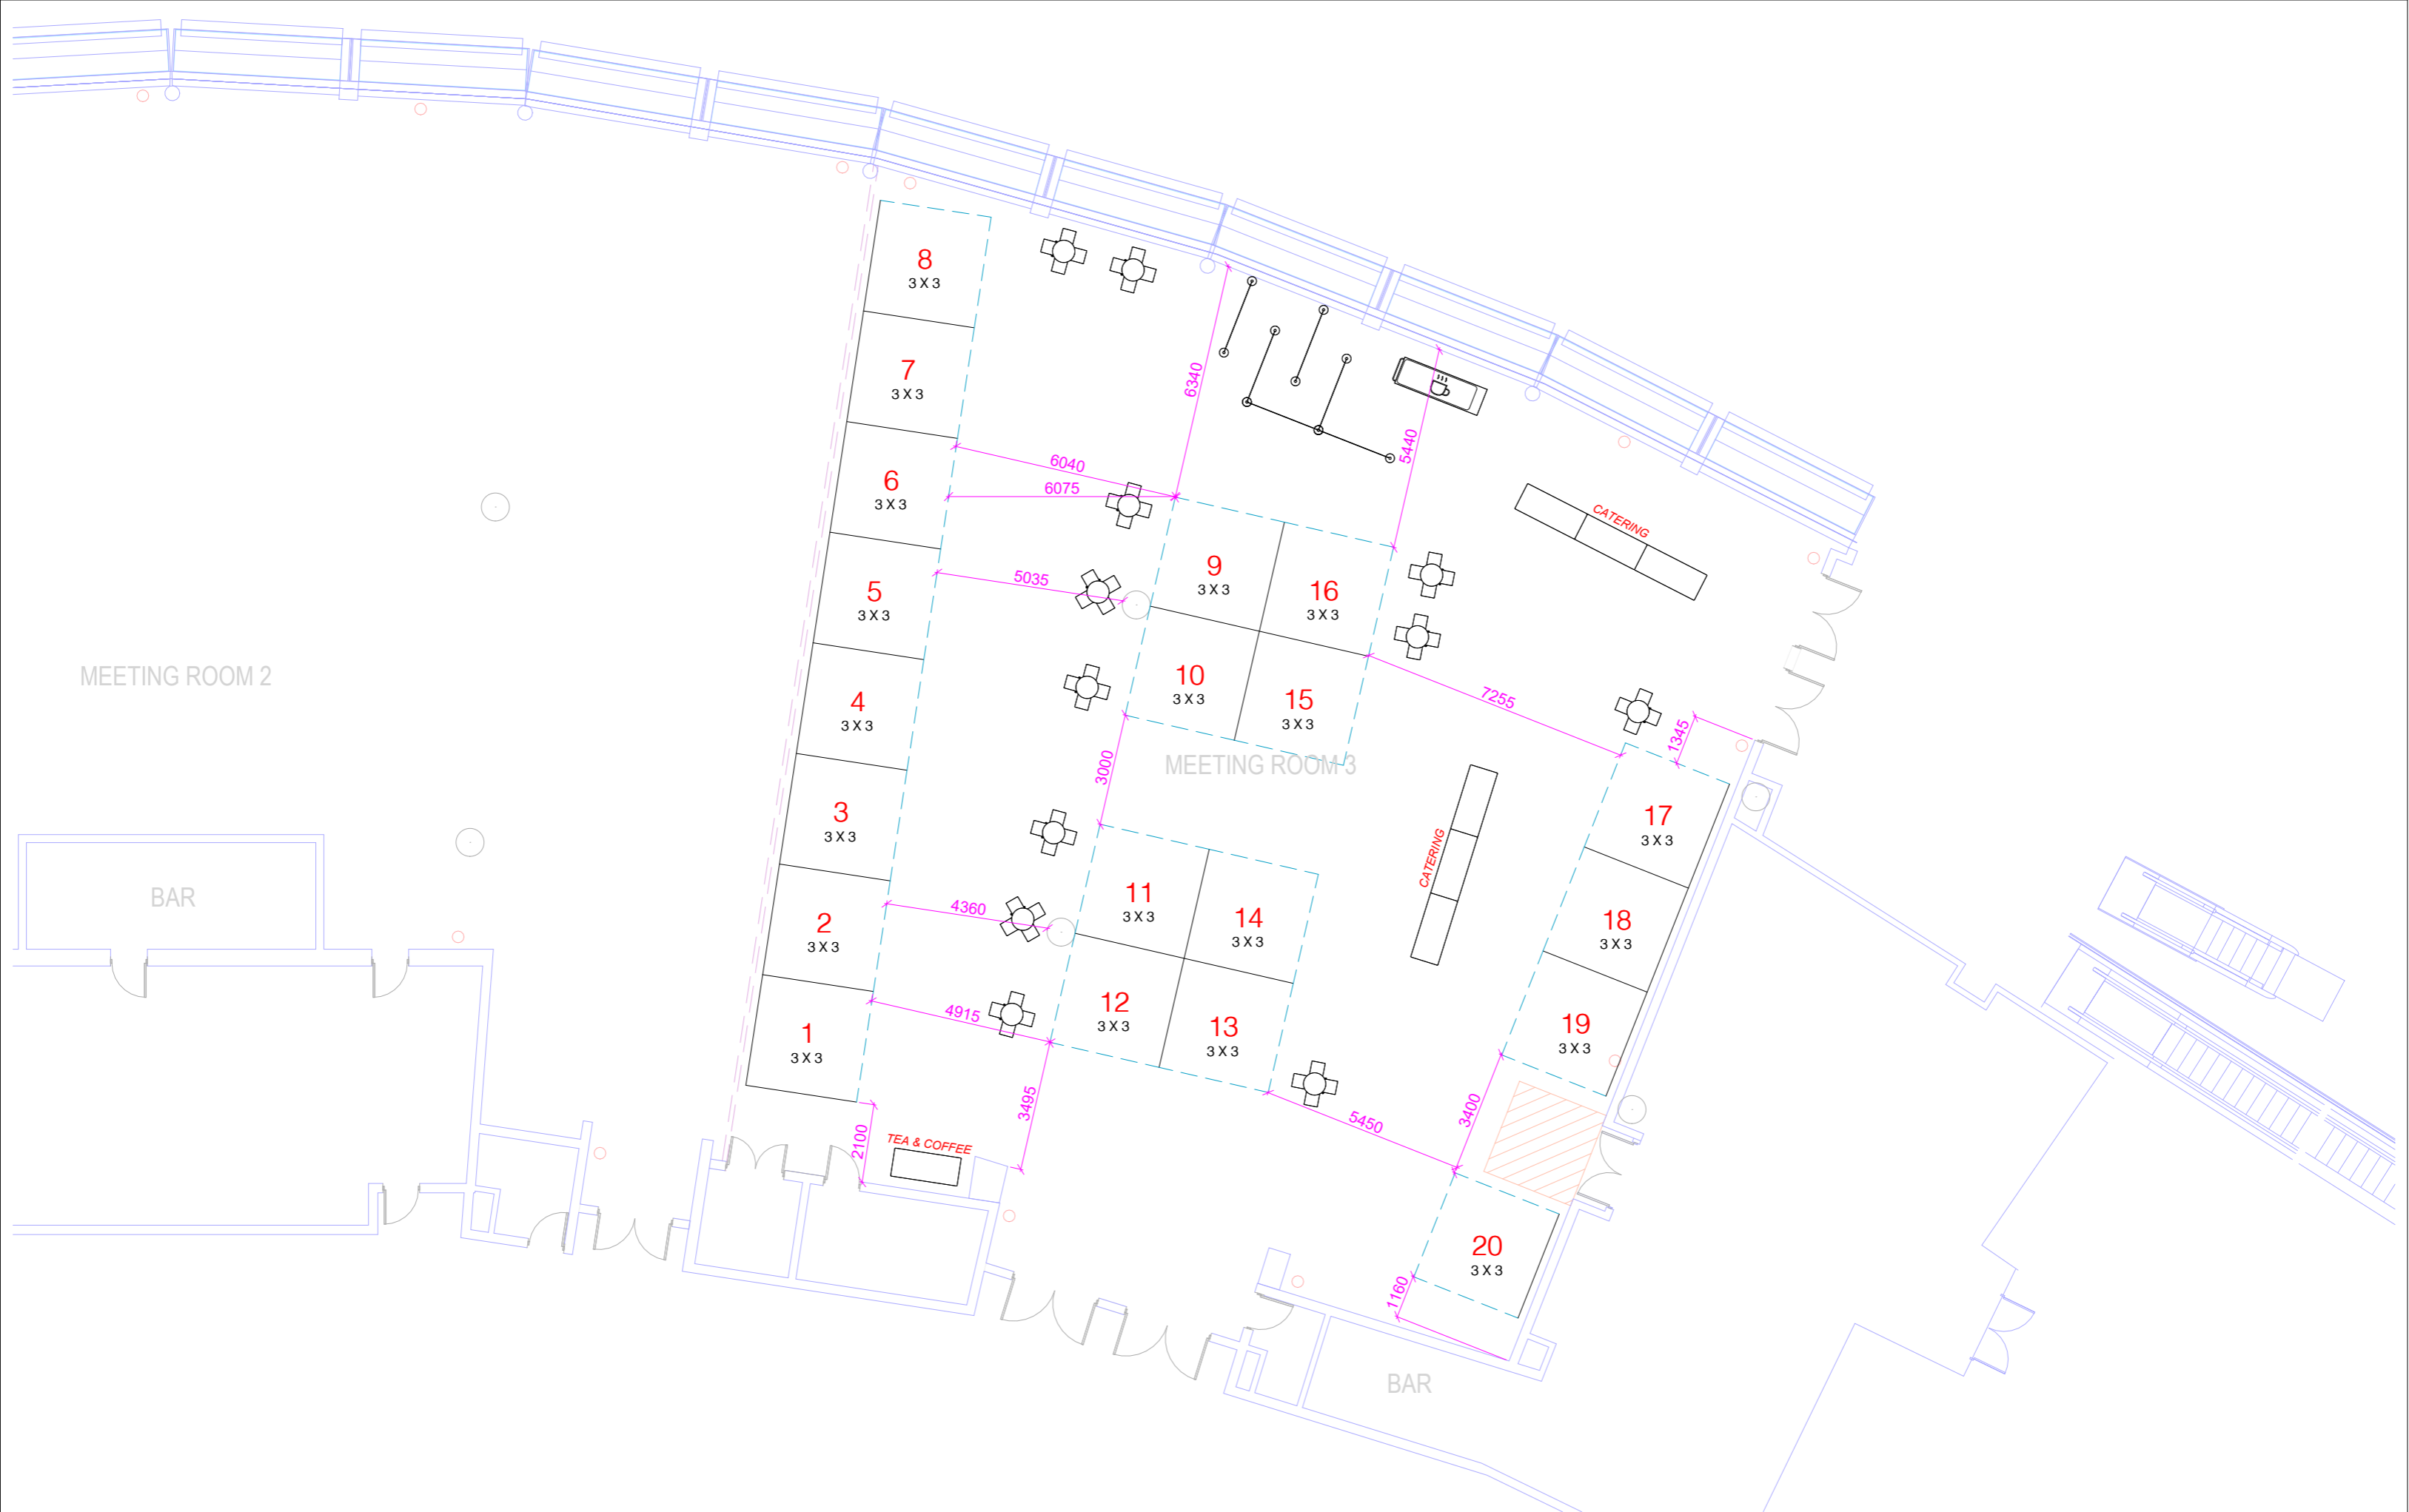 8
3 X 3
7
3 X 3
6
3 X 3
5
3 X 3
4
3 X 3
3
3 X 3
2
3 X 3
1
3 X 3
6340
5440
6040
6075
5035
CATERING
9
3 X 3
16
3 X 3
10
3 X 3
15
3 X 3
MEETING ROOM 2
7255
1345
3000
MEETING ROOM 3
17
3 X 3
CATERING
BAR
4360
11
3 X 3
14
3 X 3
18
3 X 3
4915
12
3 X 3
13
3 X 3
19
3 X 3
3495
2100
TEA & COFFEE
5450
3400
20
3 X 3
1160
BAR